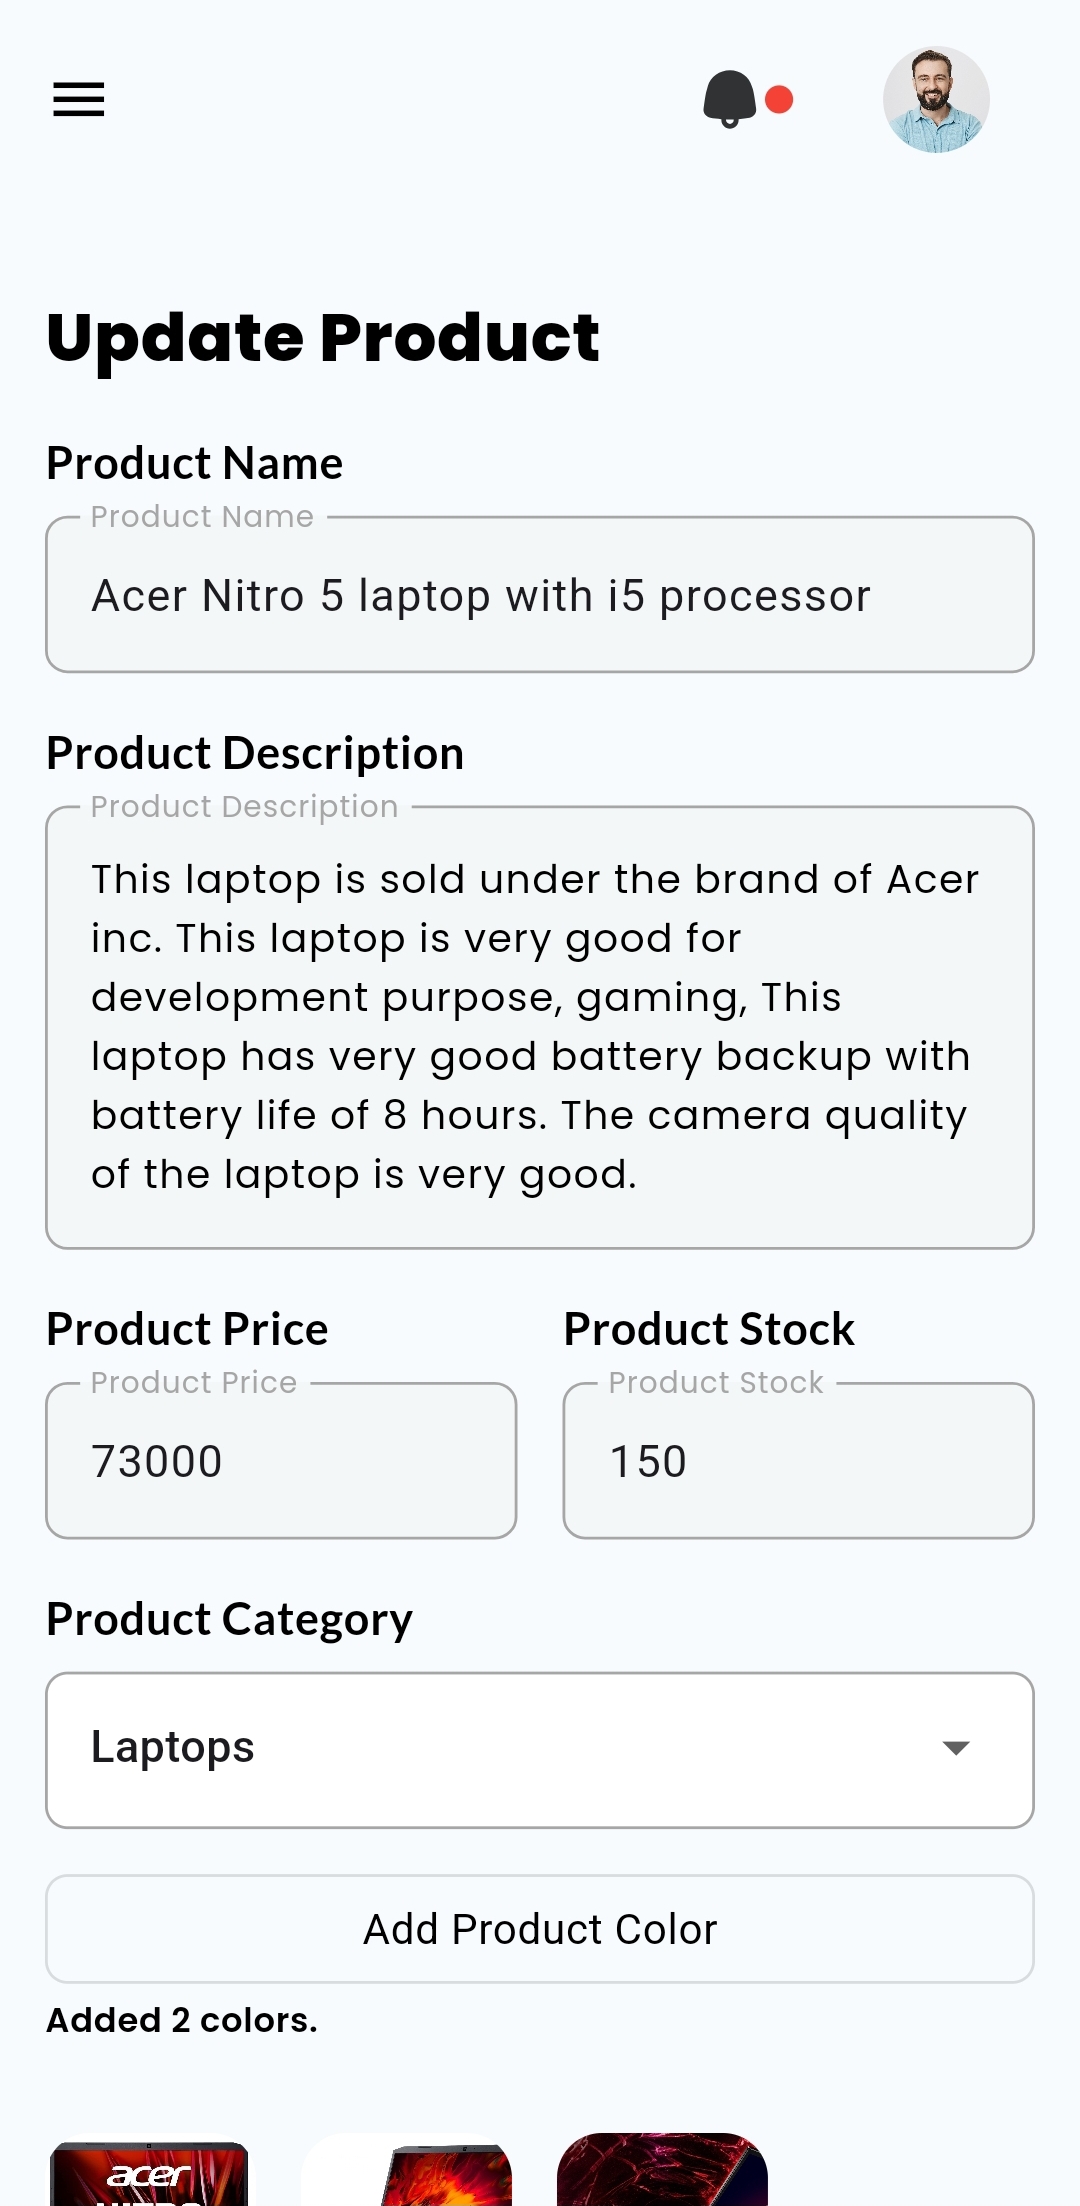 Update Product
Product Name
Product Name
Acer Nitro 5 laptop with i5 processor
Product Description
Product Description
This laptop is sold under the brand of Acer
inc. This laptop is very good for
development purpose, gaming, This
laptop has very good battery backup with
battery life of 8 hours. The camera quality
of the laptop is very good.
Product Price
Product Stock
Product Price
Product Stock
73000
150
Product Category
Laptops
Add Product Color
Added 2 colors.
acer
NITRO